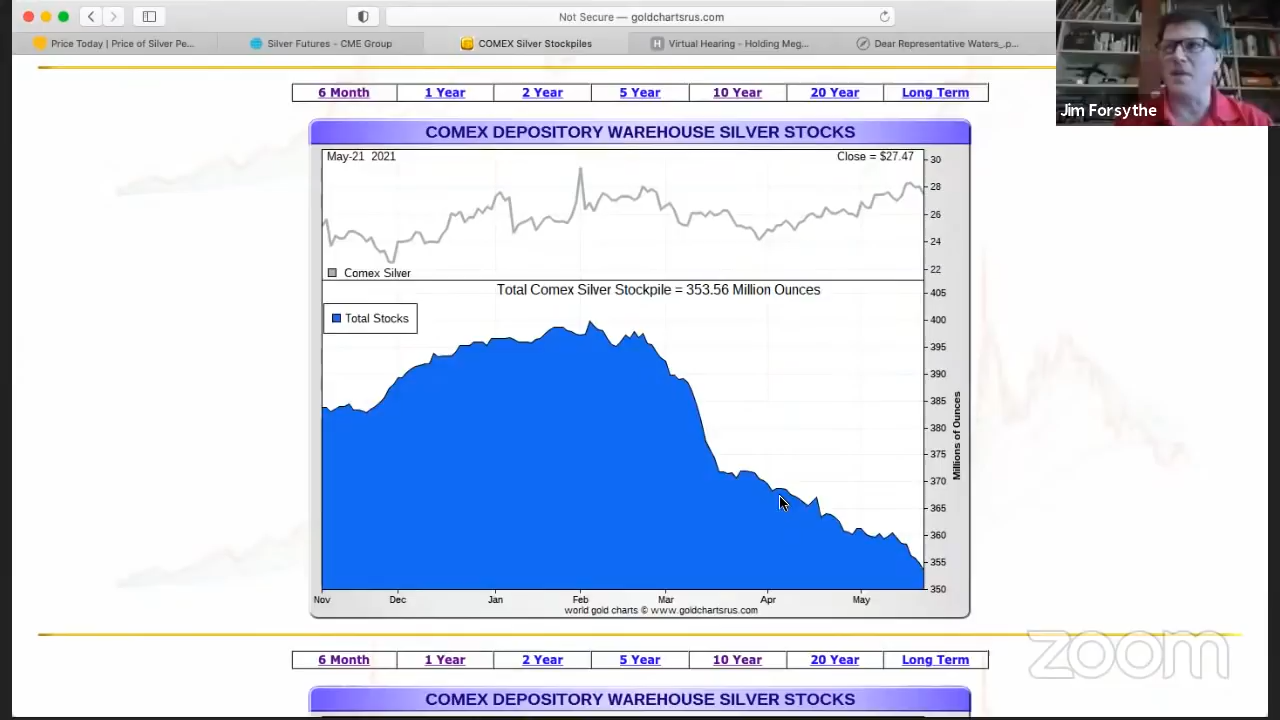 Not Secure — goldchartsrus.com
Price Today | Price of Silver Pe...
Silver Futures - CME Group
COMEX Silver Stockpiles
Virtual Hearing - Holding Meg...
Dear Representative Waters_.p...
Jim Forsythe
6 Month 1 Year 2 Year 5 Year 10 Year 20 Year Long Term
COMEX DEPOSITORY WAREHOUSE SILVER STOCKS
May-21 2021
Close = $27.47
30
28
26
24
22
Comex Silver
Total Comex Silver Stockpile = 353.56 Million Ounces
Total Stocks
405
400
395
390
385
380
375
370
365
360
355
350
Millions of Ounces
Nov Dec Jan Feb Mar Apr May
world gold charts © www.goldchartsrus.com
zoom
6 Month 1 Year 2 Year 5 Year 10 Year 20 Year Long Term
COMEX DEPOSITORY WAREHOUSE SILVER STOCKS